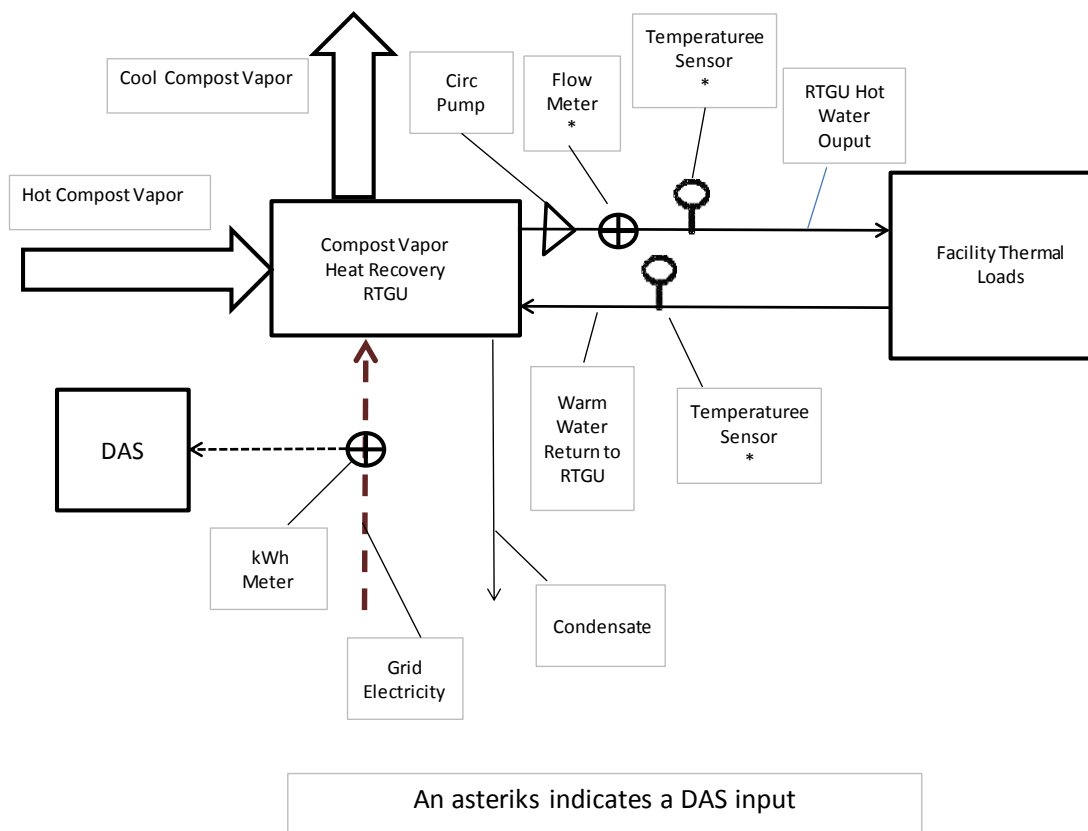 Cool Compost Vapor
Circ
Pump
Flow
Meter
*
Temperaturee
Sensor
*
RTGU Hot
Water
Ouput
Hot Compost Vapor
Compost Vapor
Heat Recovery
RTGU
Facility Thermal
Loads
DAS
Warm
Water
Return to
RTGU
Temperaturee
Sensor
*
kWh
Meter
Condensate
Grid
Electricity
An asteriks indicates a DAS input